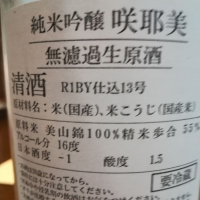 純米吟醸 咲耶美
無濾過生原酒
清酒 R1BY仕込13号
原材料名：米(国産)、米こうじ(国産米)
原料米 美山錦100%精米歩合 55%
アルコール分 16度
日本酒度 -1 酸度 1.5
要冷蔵